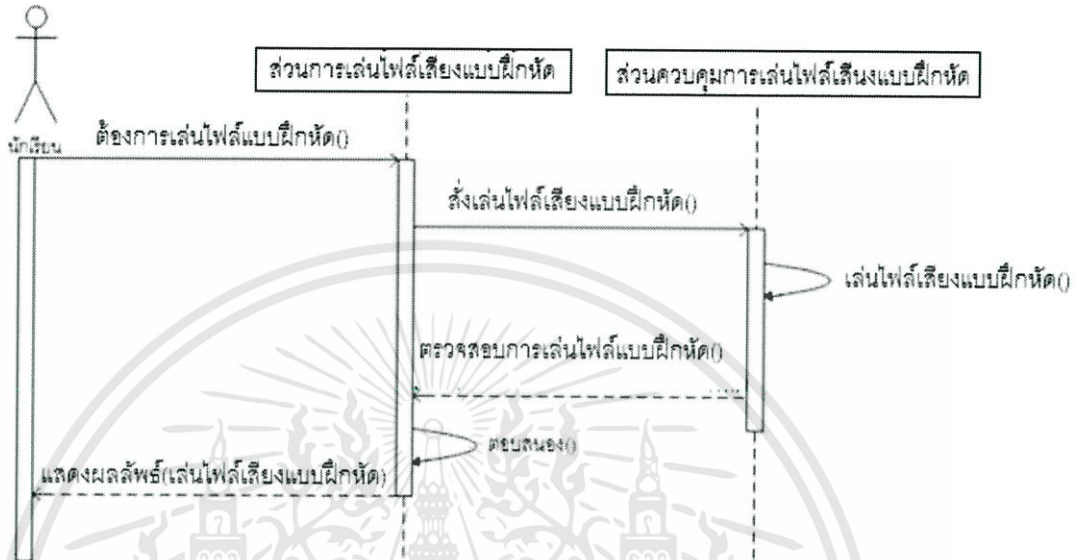 ส่วนการเล่นไฟล์เสียงแบบฝึกหัด
ส่วนควบคุมการเล่นไฟล์เสีนงแบบฝึกหัด
นักเรียน
ต้องการเล่นไฟล์แบบฝึกหัด()
สั่งเล่นไฟล์เสียงแบบฝึกหัด()
เล่นไฟล์เสียงแบบฝึกหัด()
ตรวจสอบการเล่นไฟล์แบบฝึกหัด()
ตอบสนอง()
แสดงผลลัพธ์(เล่นไฟล์เสียงแบบฝึกหัด)